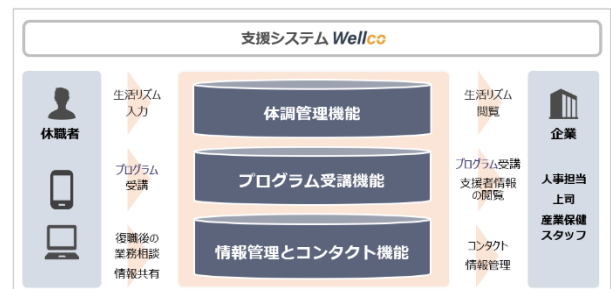 支援システム Wellco
休職者
生活リズム
入力
プログラム
受講
復職後の
業務相談
情報共有
体調管理機能
プログラム受講機能
情報管理とコンタクト機能
生活リズム
閲覧
プログラム受講
支援者情報
の閲覧
コンタクト
情報管理
企業
人事担当
上司
産業保健
スタッフ